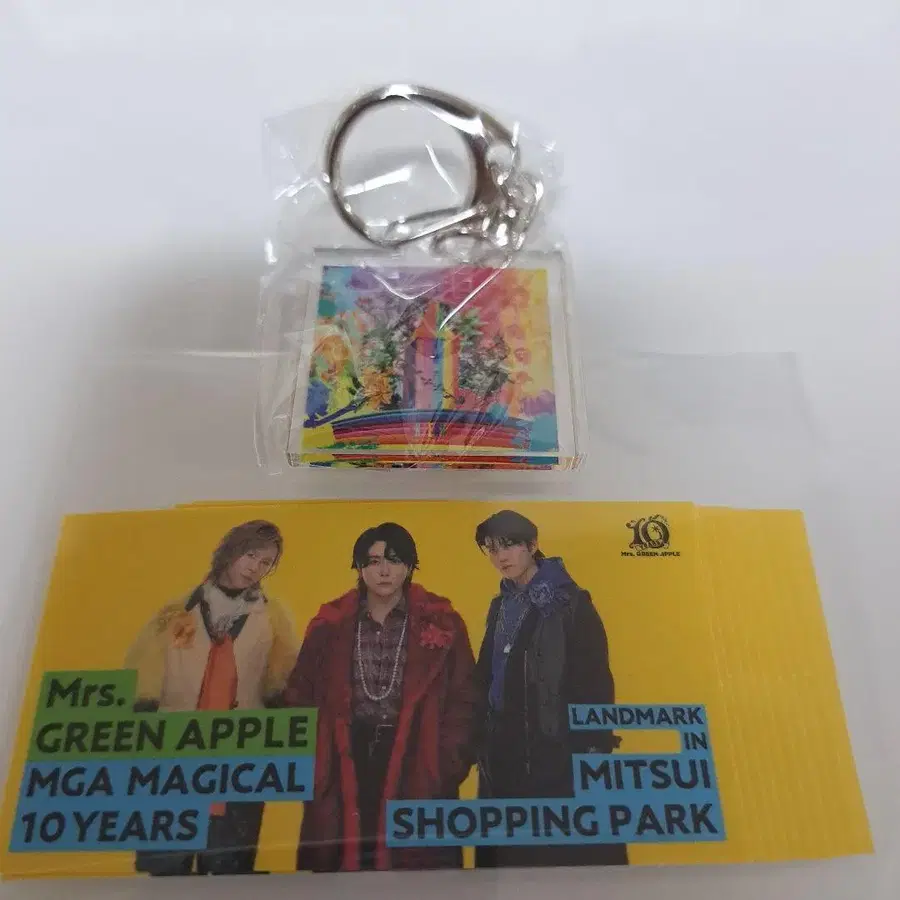 10
Mrs. GREEN APPLE
Mrs.
GREEN APPLE
MGA MAGICAL
10 YEARS
LANDMARK
IN
MITSUI
SHOPPING PARK